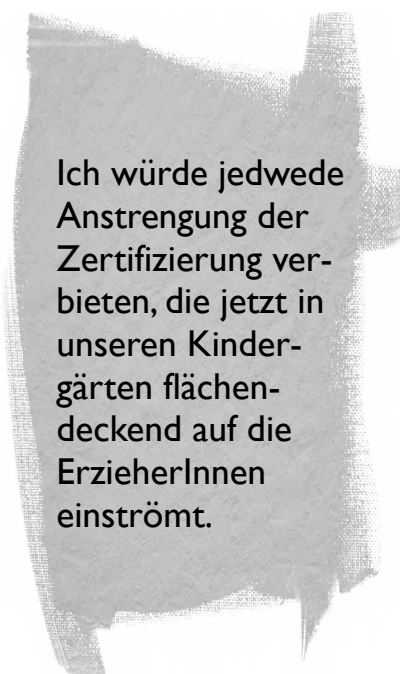 Ich würde jedwede
Anstrengung der
Zertifizierung ver-
bieten, die jetzt in
unseren Kinder-
gärten flächen-
deckend auf die
ErzieherInnen
einströmt.